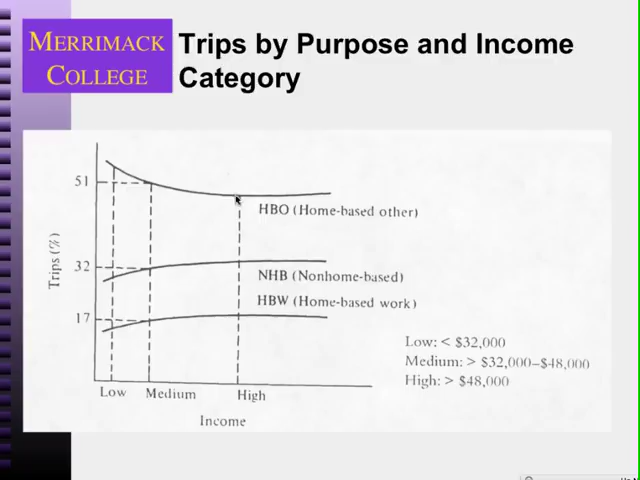 MERRIMACK
COLLEGE
Trips by Purpose and Income
Category
51
HBO (Home-based other)
Trips (%)
32
NHB (Nonhome-based)
HBW (Home-based work)
17
Low: < $32,000
Medium: > $32,000–$48,000
High: > $48,000
Low Medium High
Income